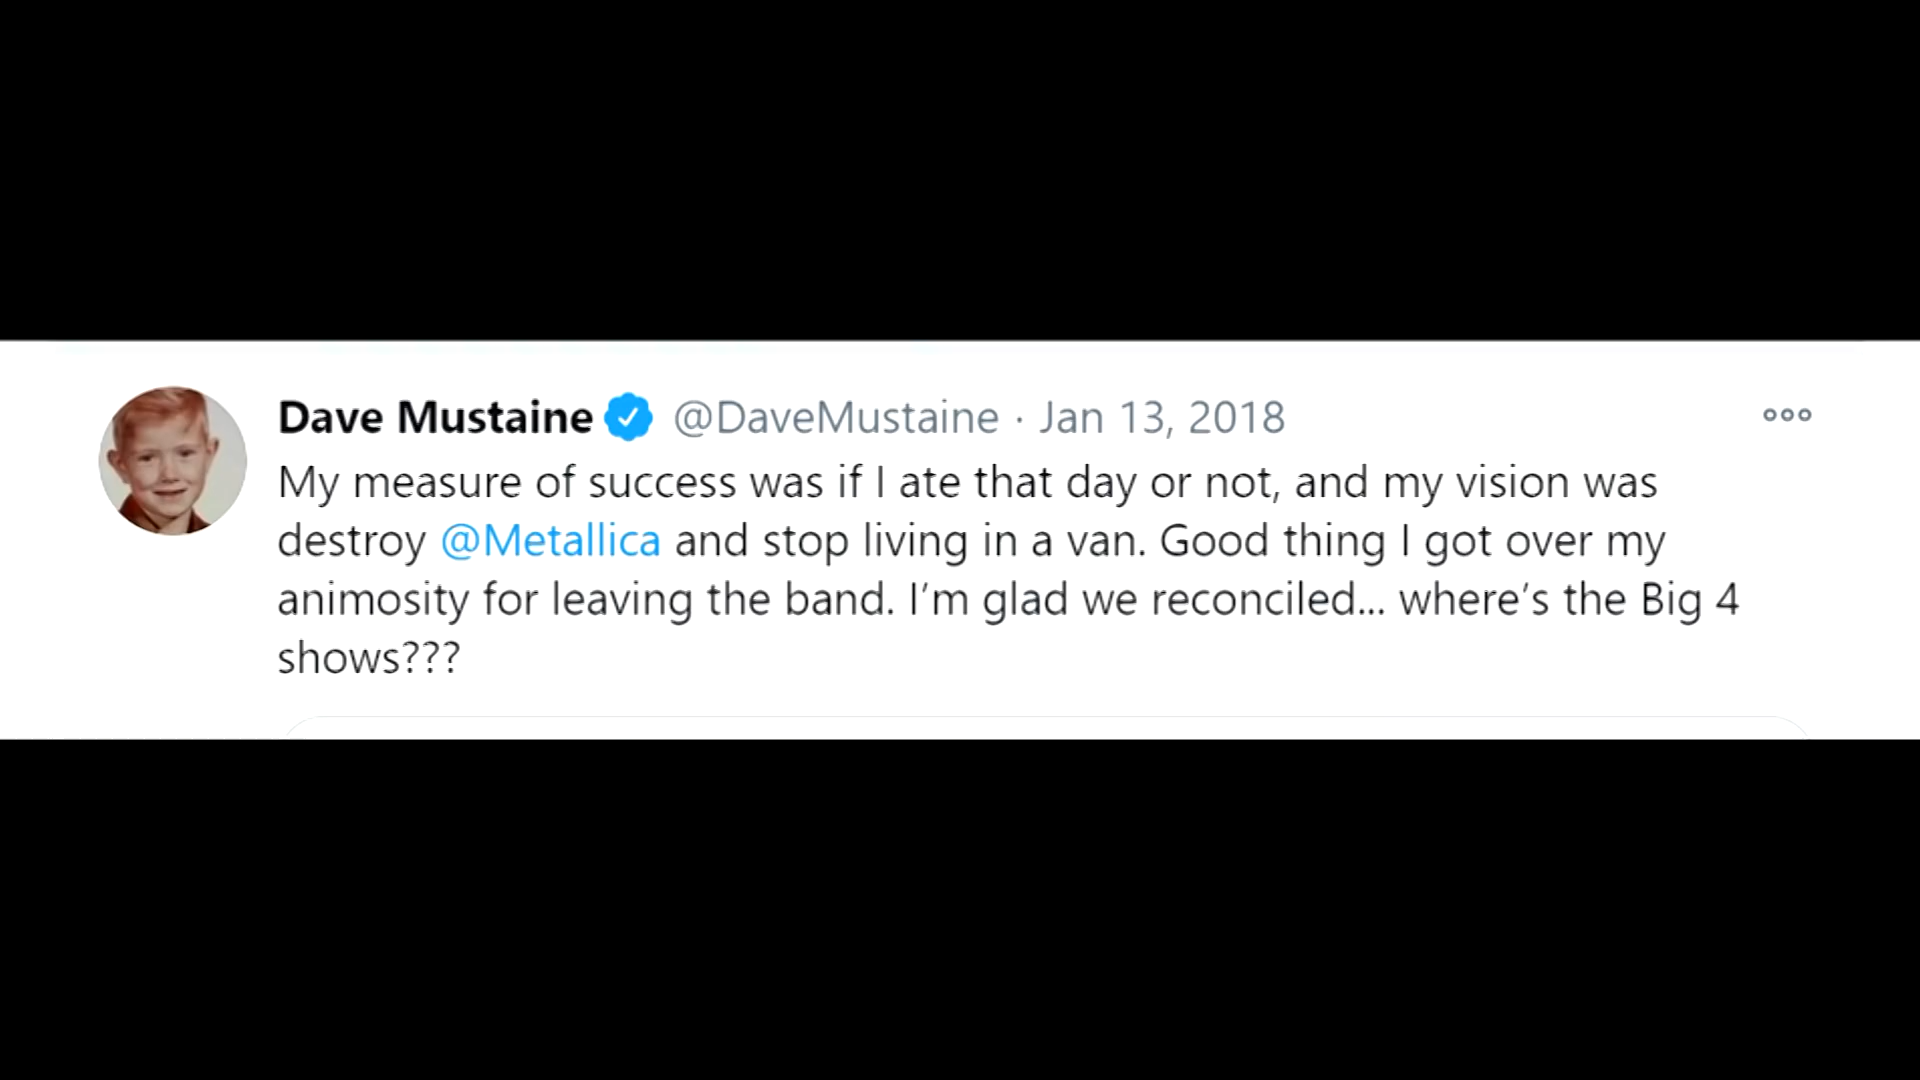 Dave Mustaine @DaveMustaine · Jan 13, 2018
My measure of success was if I ate that day or not, and my vision was
destroy @Metallica and stop living in a van. Good thing I got over my
animosity for leaving the band. I’m glad we reconciled... where’s the Big 4
shows???